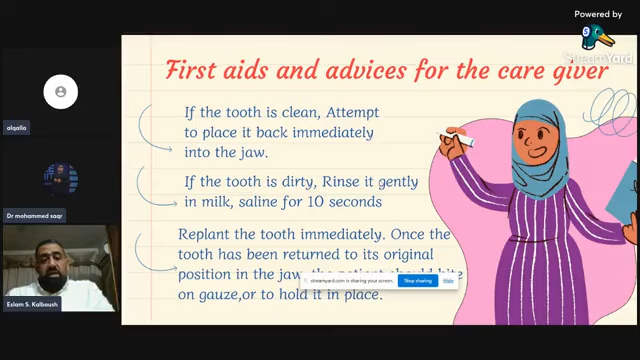 Powered by
StreamYard
First aids and advices for the care giver
If the tooth is clean, Attempt
to place it back immediately
into the jaw.
If the tooth is dirty, Rinse it gently
in milk, saline for 10 seconds
Replant the tooth immediately. Once the
tooth has been returned to its original
position in the jaw, the patient should bite
on gauze,or to hold it in place.
streamyard.com is sharing your screen.
Stop sharing
Hide
alqalla
Dr mohammed saqr
Eslam S. Kalboush